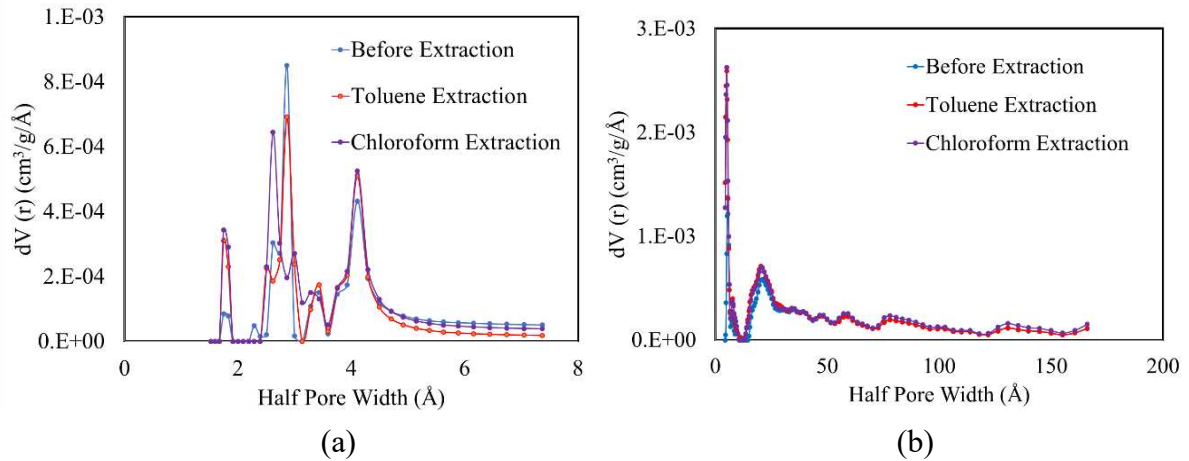 1.E-03
8.E-04
6.E-04
4.E-04
2.E-04
0.E+00
dV (r) (cm³/g/Å)
Before Extraction
Toluene Extraction
Chloroform Extraction
0 2 4 6 8
Half Pore Width (Å)
(a)
3.E-03
2.E-03
1.E-03
0.E+00
dV (r) (cm³/g/Å)
Before Extraction
Toluene Extraction
Chloroform Extraction
0 50 100 150 200
Half Pore Width (Å)
(b)